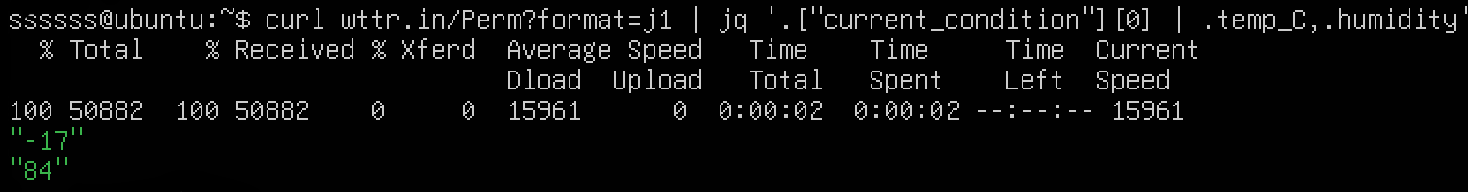 ssssss@ubuntu:~$ curl wttr.in/Perm?format=j1 | jq '.["current_condition"][0] | .temp_C,.humidity'
% Total % Received % Xferd Average Speed Time Time Time Current
Dload Upload Total Spent Left Speed
100 50882 100 50882 0 0 15961 0 0:00:02 0:00:02 --:--:-- 15961
"-17"
"84"